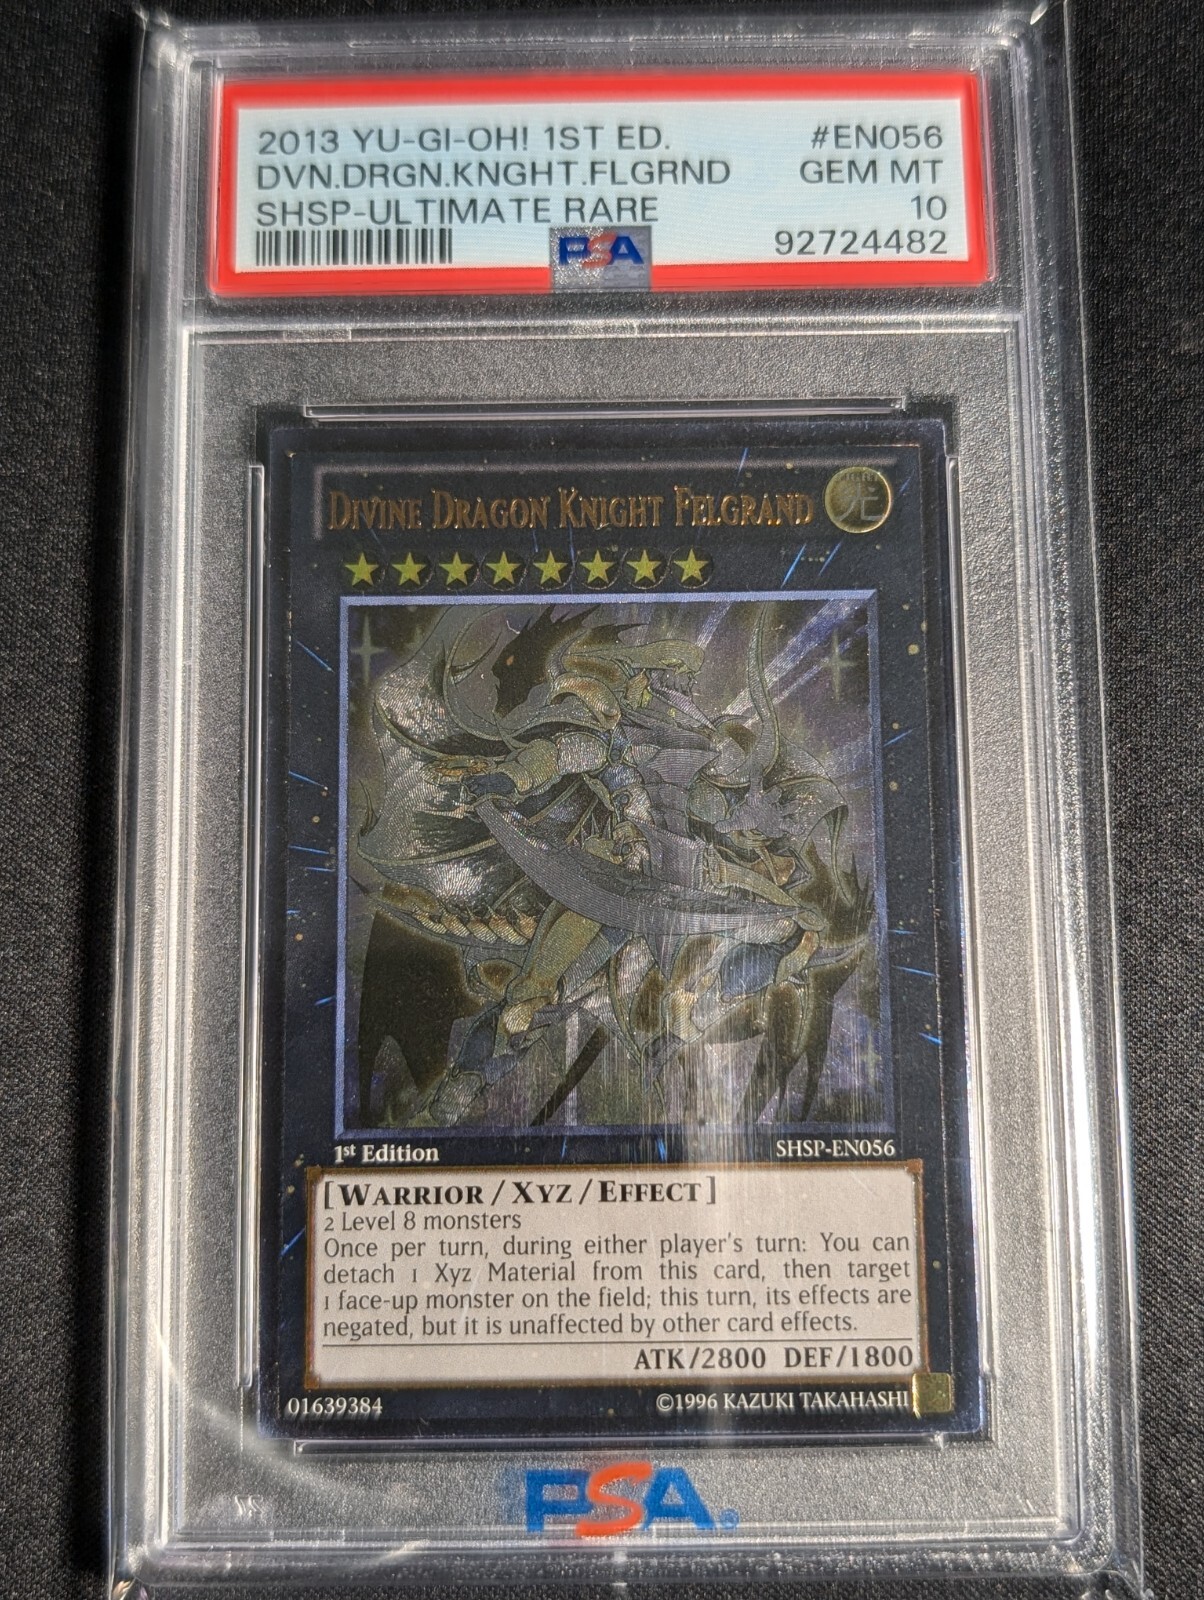 2013 YU-GI-OH! 1ST ED. #EN056
DVN.DRGN.KNGHT.FLGRND GEM MT
SHSP-ULTIMATE RARE 10
PSA 92724482
DIVINE DRAGON KNIGHT FELGRAND 光
1st Edition SHSP-EN056
[WARRIOR/XYZ/EFFECT]
2 Level 8 monsters
Once per turn, during either player's turn: You can
detach 1 Xyz Material from this card, then target
1 face-up monster on the field; this turn, its effects are
negated, but it is unaffected by other card effects.
ATK/2800 DEF/1800
01639384 ©1996 KAZUKI TAKAHASHI
PSA®